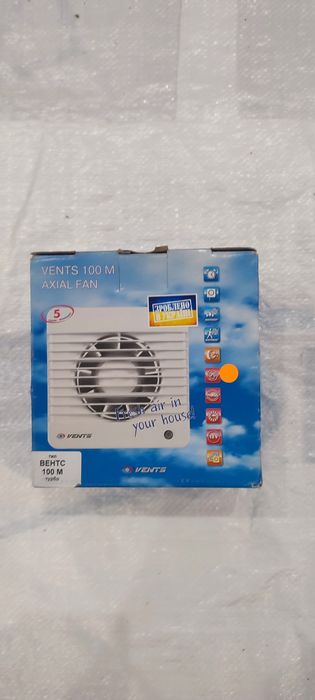 VENTS 100 M
AXIAL FAN
5
ЗРОБЛЕНО
В УКРАЇНІ
Fresh air in
your house!
VENTS
тип
ВЕНТС
100 М
турбо
VENTS